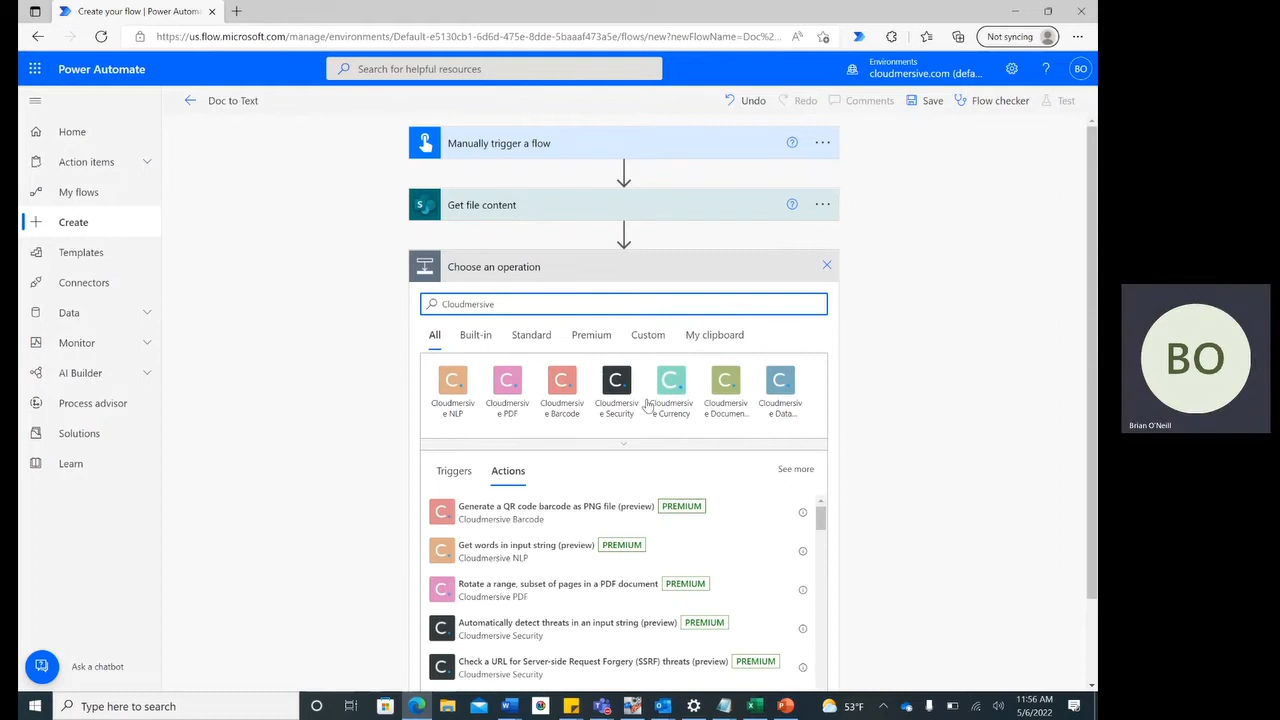 Create your flow | Power Automa
https://us.flow.microsoft.com/manage/environments/Default-e5130cb1-6d6d-475e-8dde-5baaaf473a5e/flows/new?newFlowName=Doc%2...
Not syncing
Power Automate
Search for helpful resources
Environments
cloudmersive.com (defa...
BO
Doc to Text
Undo
Redo
Comments
Save
Flow checker
Test
Home
Action items
My flows
Create
Templates
Connectors
Data
Monitor
AI Builder
Process advisor
Solutions
Learn
Ask a chatbot
Manually trigger a flow
S
Get file content
Choose an operation
Cloudmersive
All
Built-in
Standard
Premium
Custom
My clipboard
Cloudmersiv
e NLP
Cloudmersiv
e PDF
Cloudmersiv
e Barcode
Cloudmersiv
e Security
Cloudmersiv
e Currency
Cloudmersiv
e Documen...
Cloudmersiv
e Data...
Triggers
Actions
See more
Generate a QR code barcode as PNG file (preview) PREMIUM
Cloudmersive Barcode
Get words in input string (preview) PREMIUM
Cloudmersive NLP
Rotate a range, subset of pages in a PDF document PREMIUM
Cloudmersive PDF
Automatically detect threats in an input string (preview) PREMIUM
Cloudmersive Security
Check a URL for Server-side Request Forgery (SSRF) threats (preview) PREMIUM
Cloudmersive Security
BO
Brian O'Neill
Type here to search
53°F
11:56 AM
5/6/2022